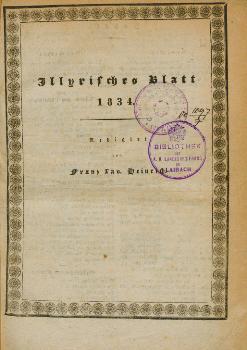 Illyrisches Blatt
1834.
Redigirt
von
Franz Xav. Heinrich
BIBLIOTHEK
LAIBACH